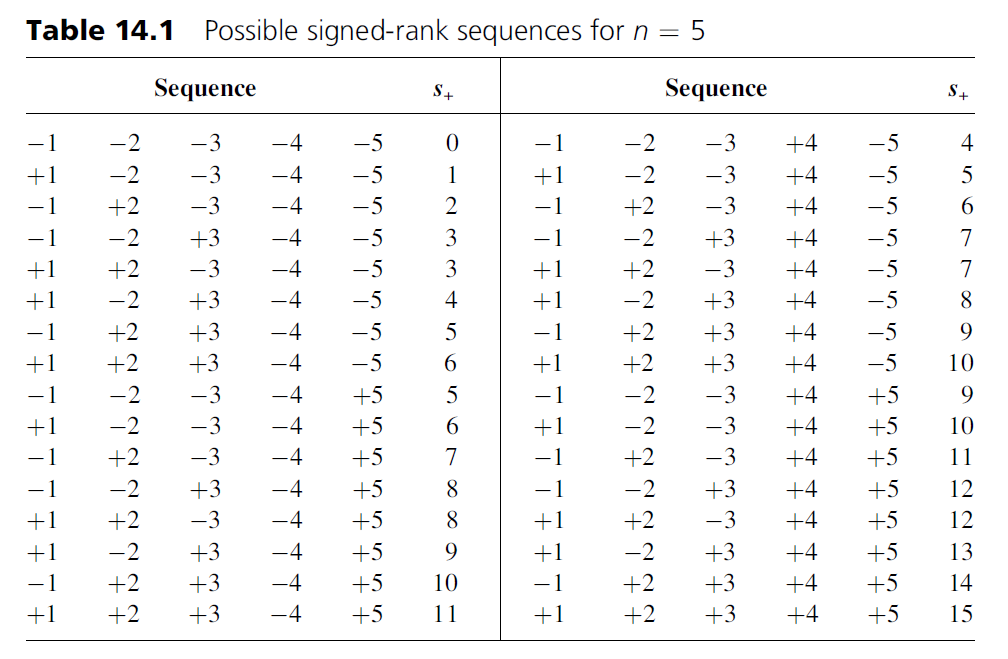 Table 14.1 Possible signed-rank sequences for n = 5
Sequence s+ Sequence s+
−1 −2 −3 −4 −5 0 −1 −2 −3 +4 −5 4
+1 −2 −3 −4 −5 1 +1 −2 −3 +4 −5 5
−1 +2 −3 −4 −5 2 −1 +2 −3 +4 −5 6
−1 −2 +3 −4 −5 3 −1 −2 +3 +4 −5 7
+1 +2 −3 −4 −5 3 +1 +2 −3 +4 −5 7
+1 −2 +3 −4 −5 4 +1 −2 +3 +4 −5 8
−1 +2 +3 −4 −5 5 −1 +2 +3 +4 −5 9
+1 +2 +3 −4 −5 6 +1 +2 +3 +4 −5 10
−1 −2 −3 −4 +5 5 −1 −2 −3 +4 +5 9
+1 −2 −3 −4 +5 6 +1 −2 −3 +4 +5 10
−1 +2 −3 −4 +5 7 −1 +2 −3 +4 +5 11
−1 −2 +3 −4 +5 8 −1 −2 +3 +4 +5 12
+1 +2 −3 −4 +5 8 +1 +2 −3 +4 +5 12
+1 −2 +3 −4 +5 9 +1 −2 +3 +4 +5 13
−1 +2 +3 −4 +5 10 −1 +2 +3 +4 +5 14
+1 +2 +3 −4 +5 11 +1 +2 +3 +4 +5 15